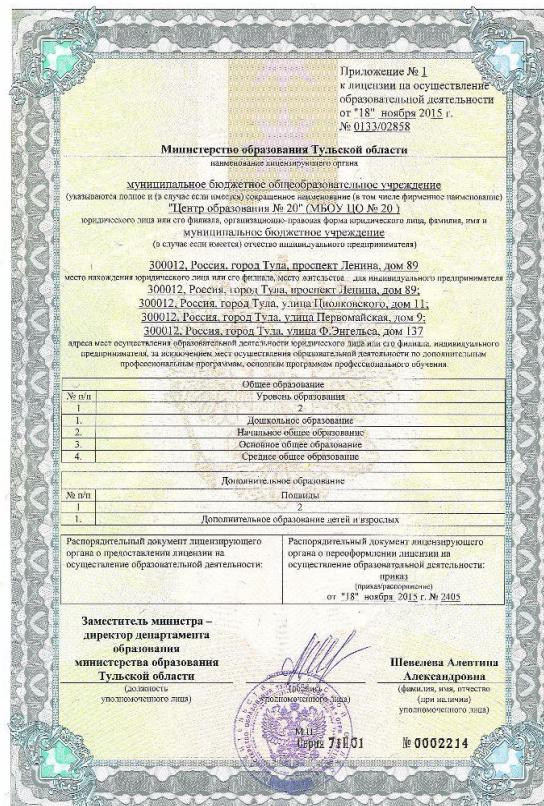 Приложение № 1
к лицензии на осуществление
образовательной деятельности
от "18" ноября 2015 г.
№ 0133/02858
Министерство образования Тульской области
наименование лицензирующего органа
муниципальное бюджетное общеобразовательное учреждение
(указываются полное и (в случае если имеется) сокращенное наименование (в том числе фирменное наименование)
"Центр образования № 20" (МБОУ ЦО № 20 )
юридического лица или его филиала, организационно-правовая форма юридического лица, фамилия, имя и
муниципальное бюджетное учреждение
(в случае если имеется) отчество индивидуального предпринимателя)
300012, Россия, город Тула, проспект Ленина, дом 89
место нахождения юридического лица или его филиала, место жительства – для индивидуального предпринимателя
300012, Россия, город Тула, проспект Ленина, дом 89;
300012, Россия, город Тула, улица Циолковского, дом 11;
300012, Россия, город Тула, улица Первомайская, дом 9;
300012, Россия, город Тула, улица Ф.Энгельса, дом 137
адреса мест осуществления образовательной деятельности юридического лица или его филиала, индивидуального
предпринимателя, за исключением мест осуществления образовательной деятельности по дополнительным
профессиональным программам, основным программам профессионального обучения.
Общее образование
№ п/п Уровень образования
1 2
1. Дошкольное образование
2. Начальное общее образование
3. Основное общее образование
4. Среднее общее образование
Дополнительное образование
№ п/п Подвиды
1 2
1. Дополнительное образование детей и взрослых
Распорядительный документ лицензирующего
органа о предоставлении лицензии на
осуществление образовательной деятельности:
Распорядительный документ лицензирующего
органа о переоформлении лицензии на
осуществление образовательной деятельности:
приказ
(приказ/распоряжение)
от "18" ноября 2015 г. № 2405
Заместитель министра –
директор департамента
образования
министерства образования
Тульской области
(должность
уполномоченного лица)
(подпись
уполномоченного лица)
Шевелева Алевтина
Александровна
(фамилия, имя, отчество
(при наличии)
уполномоченного лица)
М.П.
Серия 71П01 № 0002214